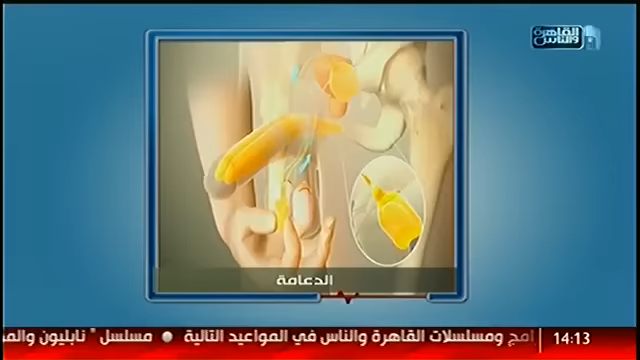 القاهرة
والناس
الدعامة
امج ومسلسلات القاهرة والناس في المواعيد التالية ● مسلسل " نابليون والم
14:13